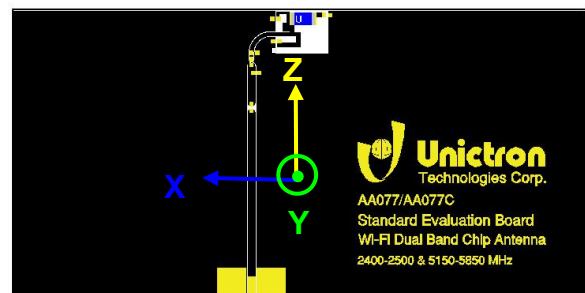 U
Z
X
Y
Unictron
Technologies Corp.
AA077/AA077C
Standard Evaluation Board
Wi-Fi Dual Band Chip Antenna
2400-2500 & 5150-5850 MHz